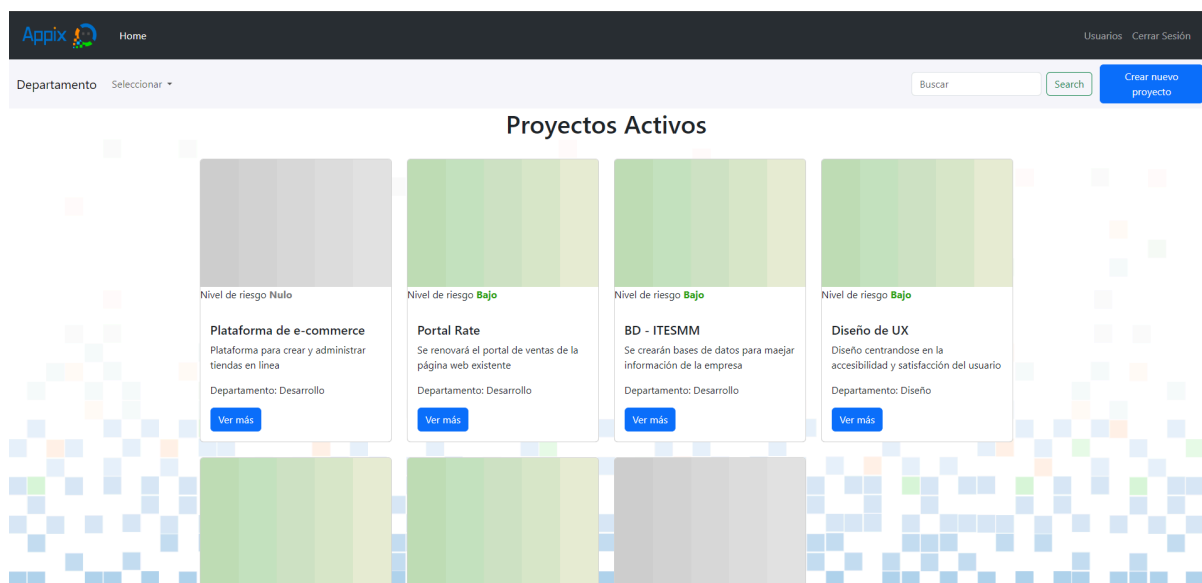 Appix Home Usuarios Cerrar Sesión
Departamento Seleccionar Buscar Search Crear nuevo
proyecto
Proyectos Activos
Nivel de riesgo Nulo
Plataforma de e-commerce
Plataforma para crear y administrar
tiendas en linea
Departamento: Desarrollo
Ver más
Nivel de riesgo Bajo
Portal Rate
Se renovará el portal de ventas de la
página web existente
Departamento: Desarrollo
Ver más
Nivel de riesgo Bajo
BD - ITESMM
Se crearán bases de datos para maejar
información de la empresa
Departamento: Desarrollo
Ver más
Nivel de riesgo Bajo
Diseño de UX
Diseño centrandose en la
accesibilidad y satisfacción del usuario
Departamento: Diseño
Ver más